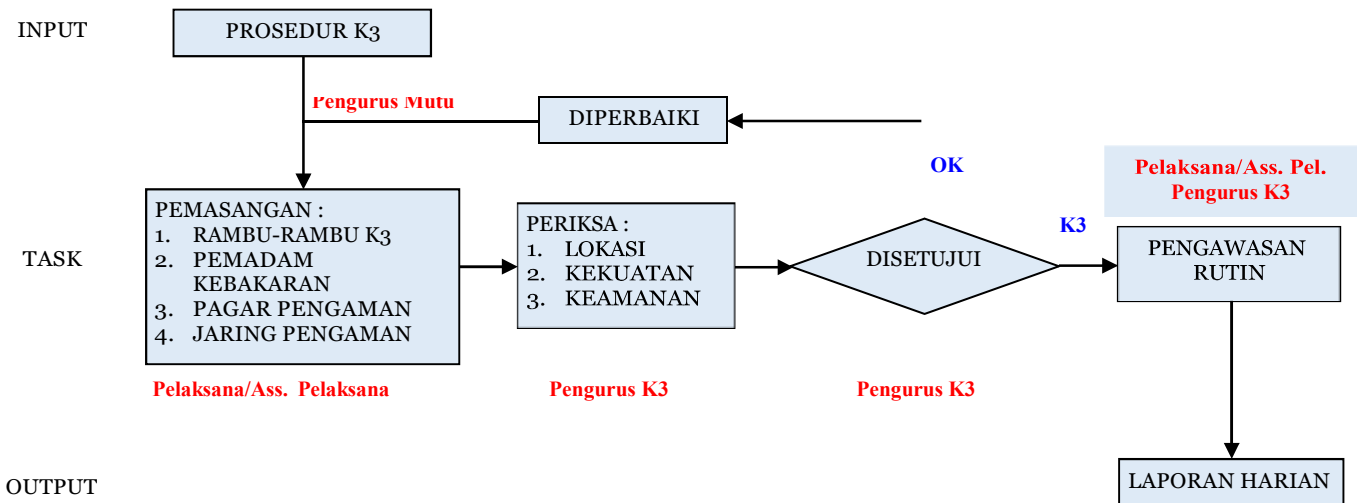 INPUT
PROSEDUR K3
Pengurus Mutu
DIPERBAIKI
OK
Pelaksana/Ass. Pel.
Pengurus K3
TASK
PEMASANGAN :
1. RAMBU-RAMBU K3
2. PEMADAM
KEBAKARAN
3. PAGAR PENGAMAN
4. JARING PENGAMAN
PERIKSA :
1. LOKASI
2. KEKUATAN
3. KEAMANAN
DISETUJUI
K3
PENGAWASAN
RUTIN
Pelaksana/Ass. Pelaksana
Pengurus K3
Pengurus K3
OUTPUT
LAPORAN HARIAN